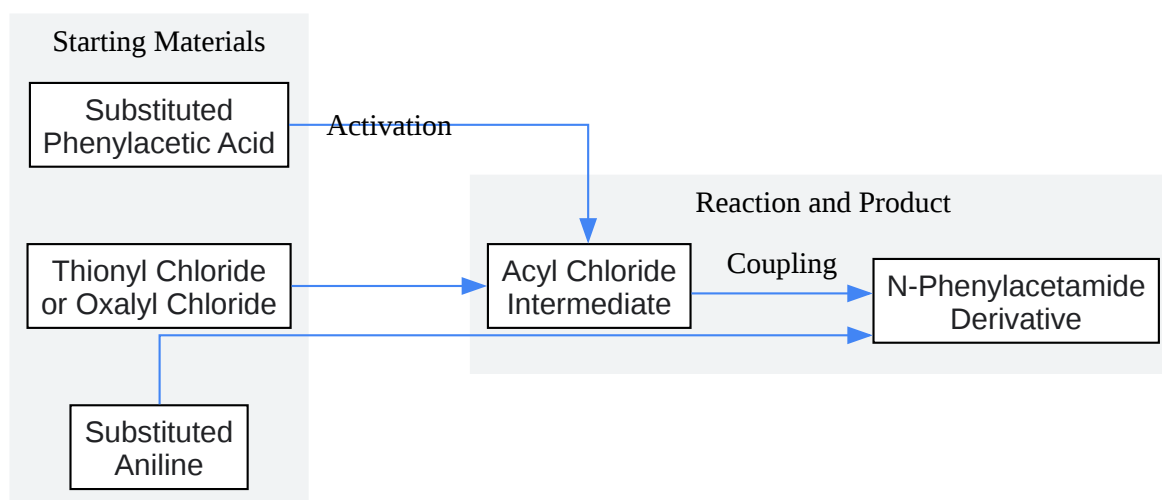 Starting Materials
Substituted
Phenylacetic Acid
Activation
Reaction and Product
Thionyl Chloride
or Oxalyl Chloride
Acyl Chloride
Intermediate
Coupling
N-Phenylacetamide
Derivative
Substituted
Aniline